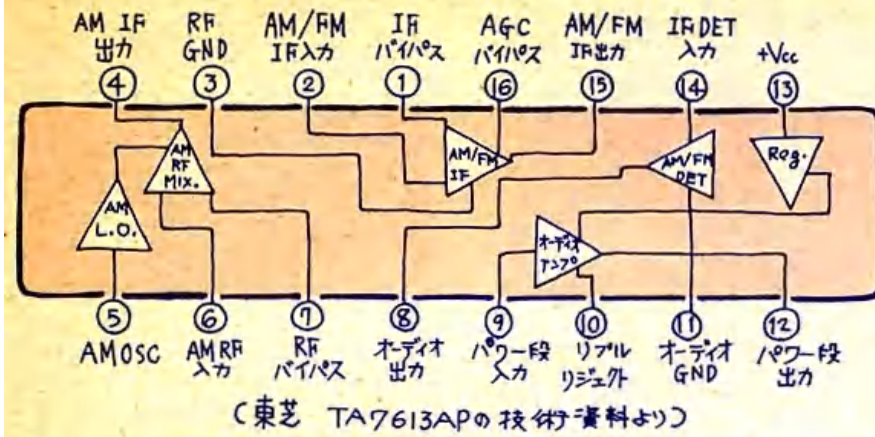 AM IF
出力
④
RF
GND
③
AM/FM
IF入力
②
IF
バイパス
①
AGC
バイパス
⑯
AM/FM
IF出力
⑮
IF DET
入力
⑭
+Vcc
⑬
AM
RF
MIX.
AM
L.O.
AM/FM
IF
AM/FM
DET
Reg.
オーディオ
アンプ
⑤
AM OSC
⑥
AM RF
入力
⑦
RF
バイパス
⑧
オーディオ
出力
⑨
パワー段
入力
⑩
リプル
リジェクト
⑪
オーディオ
GND
⑫
パワー段
出力
(東芝 TA7613APの技術資料より)